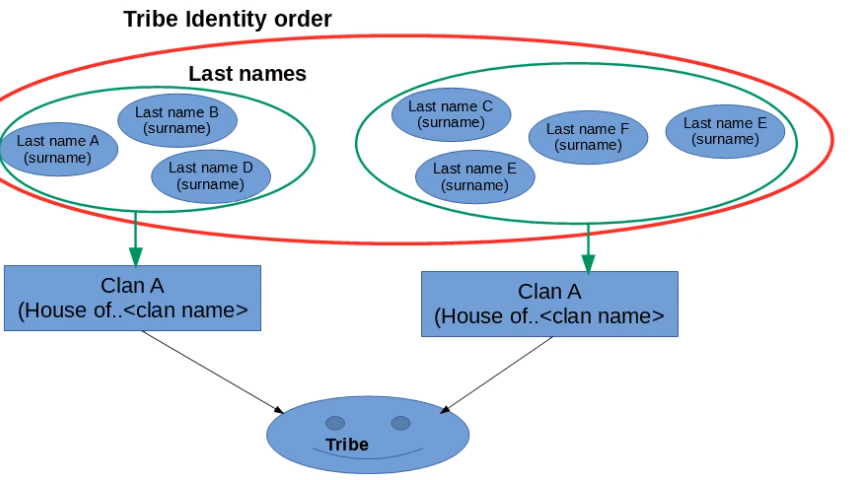 Tribe Identity order
Last names
Last name A
(surname)
Last name B
(surname)
Last name D
(surname)
Last name C
(surname)
Last name E
(surname)
Last name F
(surname)
Last name E
(surname)
Clan A
(House of..<clan name>
Clan A
(House of..<clan name>
Tribe